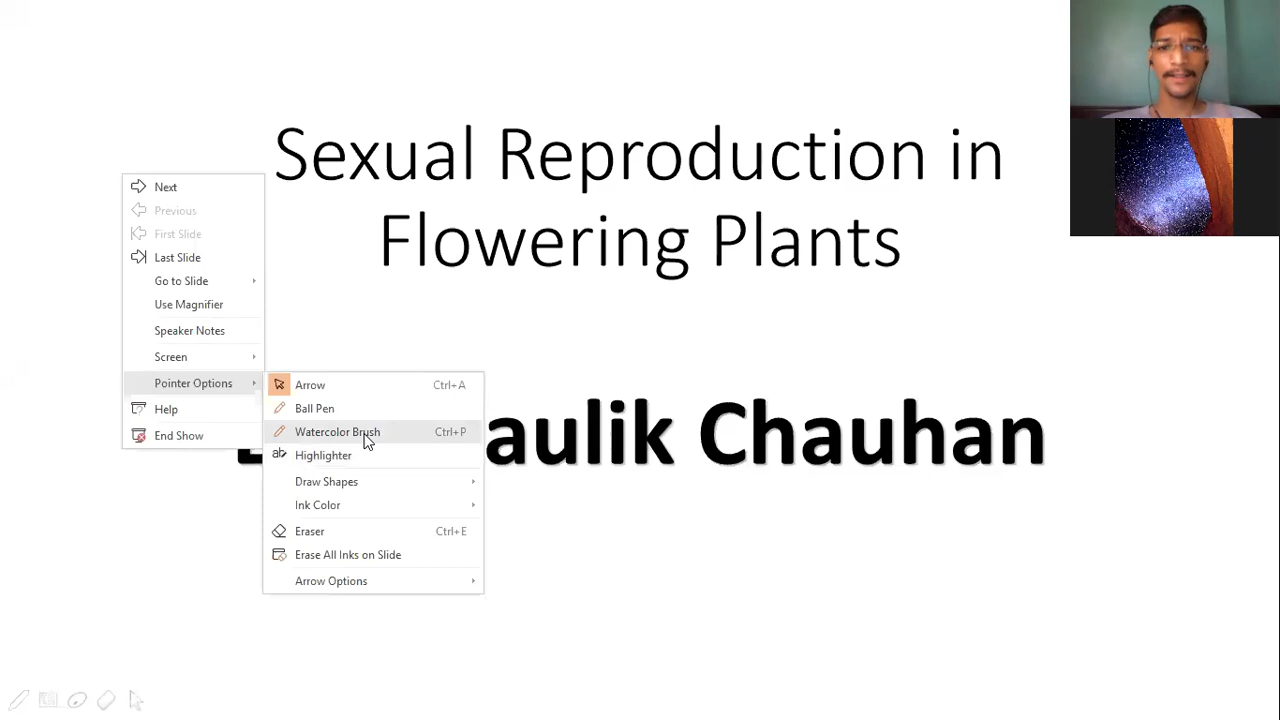 Sexual Reproduction in
Flowering Plants
aulik Chauhan
Next
Previous
First Slide
Last Slide
Go to Slide
Use Magnifier
Speaker Notes
Screen
Pointer Options
Help
End Show
Arrow Ctrl+A
Ball Pen
Watercolor Brush Ctrl+P
Highlighter
Draw Shapes
Ink Color
Eraser Ctrl+E
Erase All Inks on Slide
Arrow Options